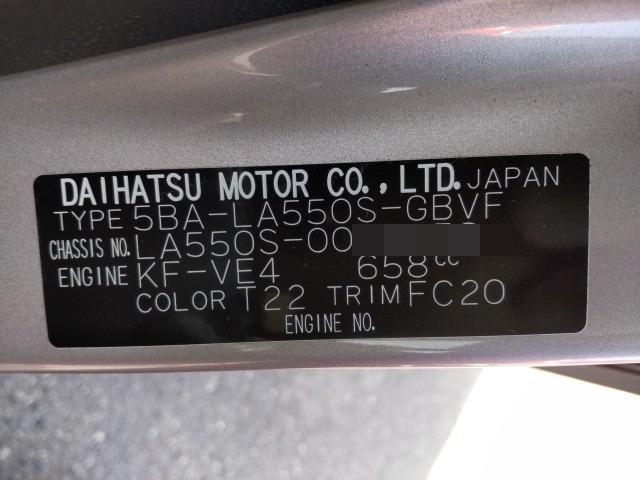 DAIHATSU MOTOR CO., LTD. JAPAN
TYPE 5BA-LA550S-GBVF
CHASSIS NO. LA550S-00
ENGINE KF-VE4 658cc
COLOR T22 TRIM FC20
ENGINE NO.